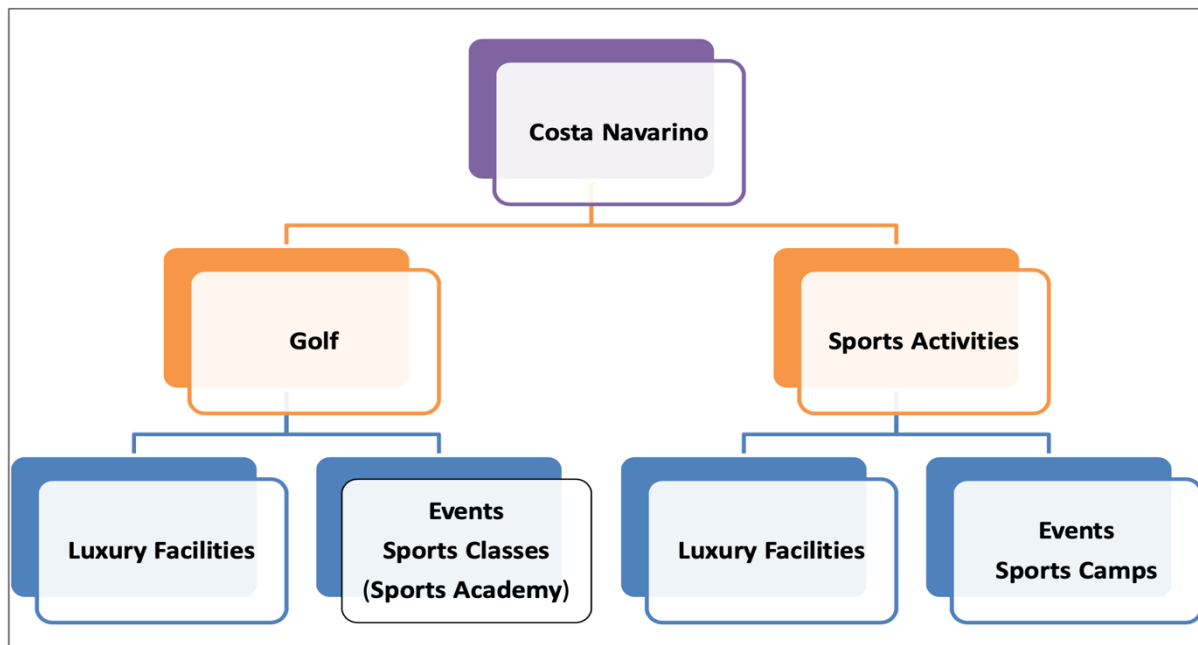 Costa Navarino
Golf
Sports Activities
Luxury Facilities
Events
Sports Classes
(Sports Academy)
Luxury Facilities
Events
Sports Camps